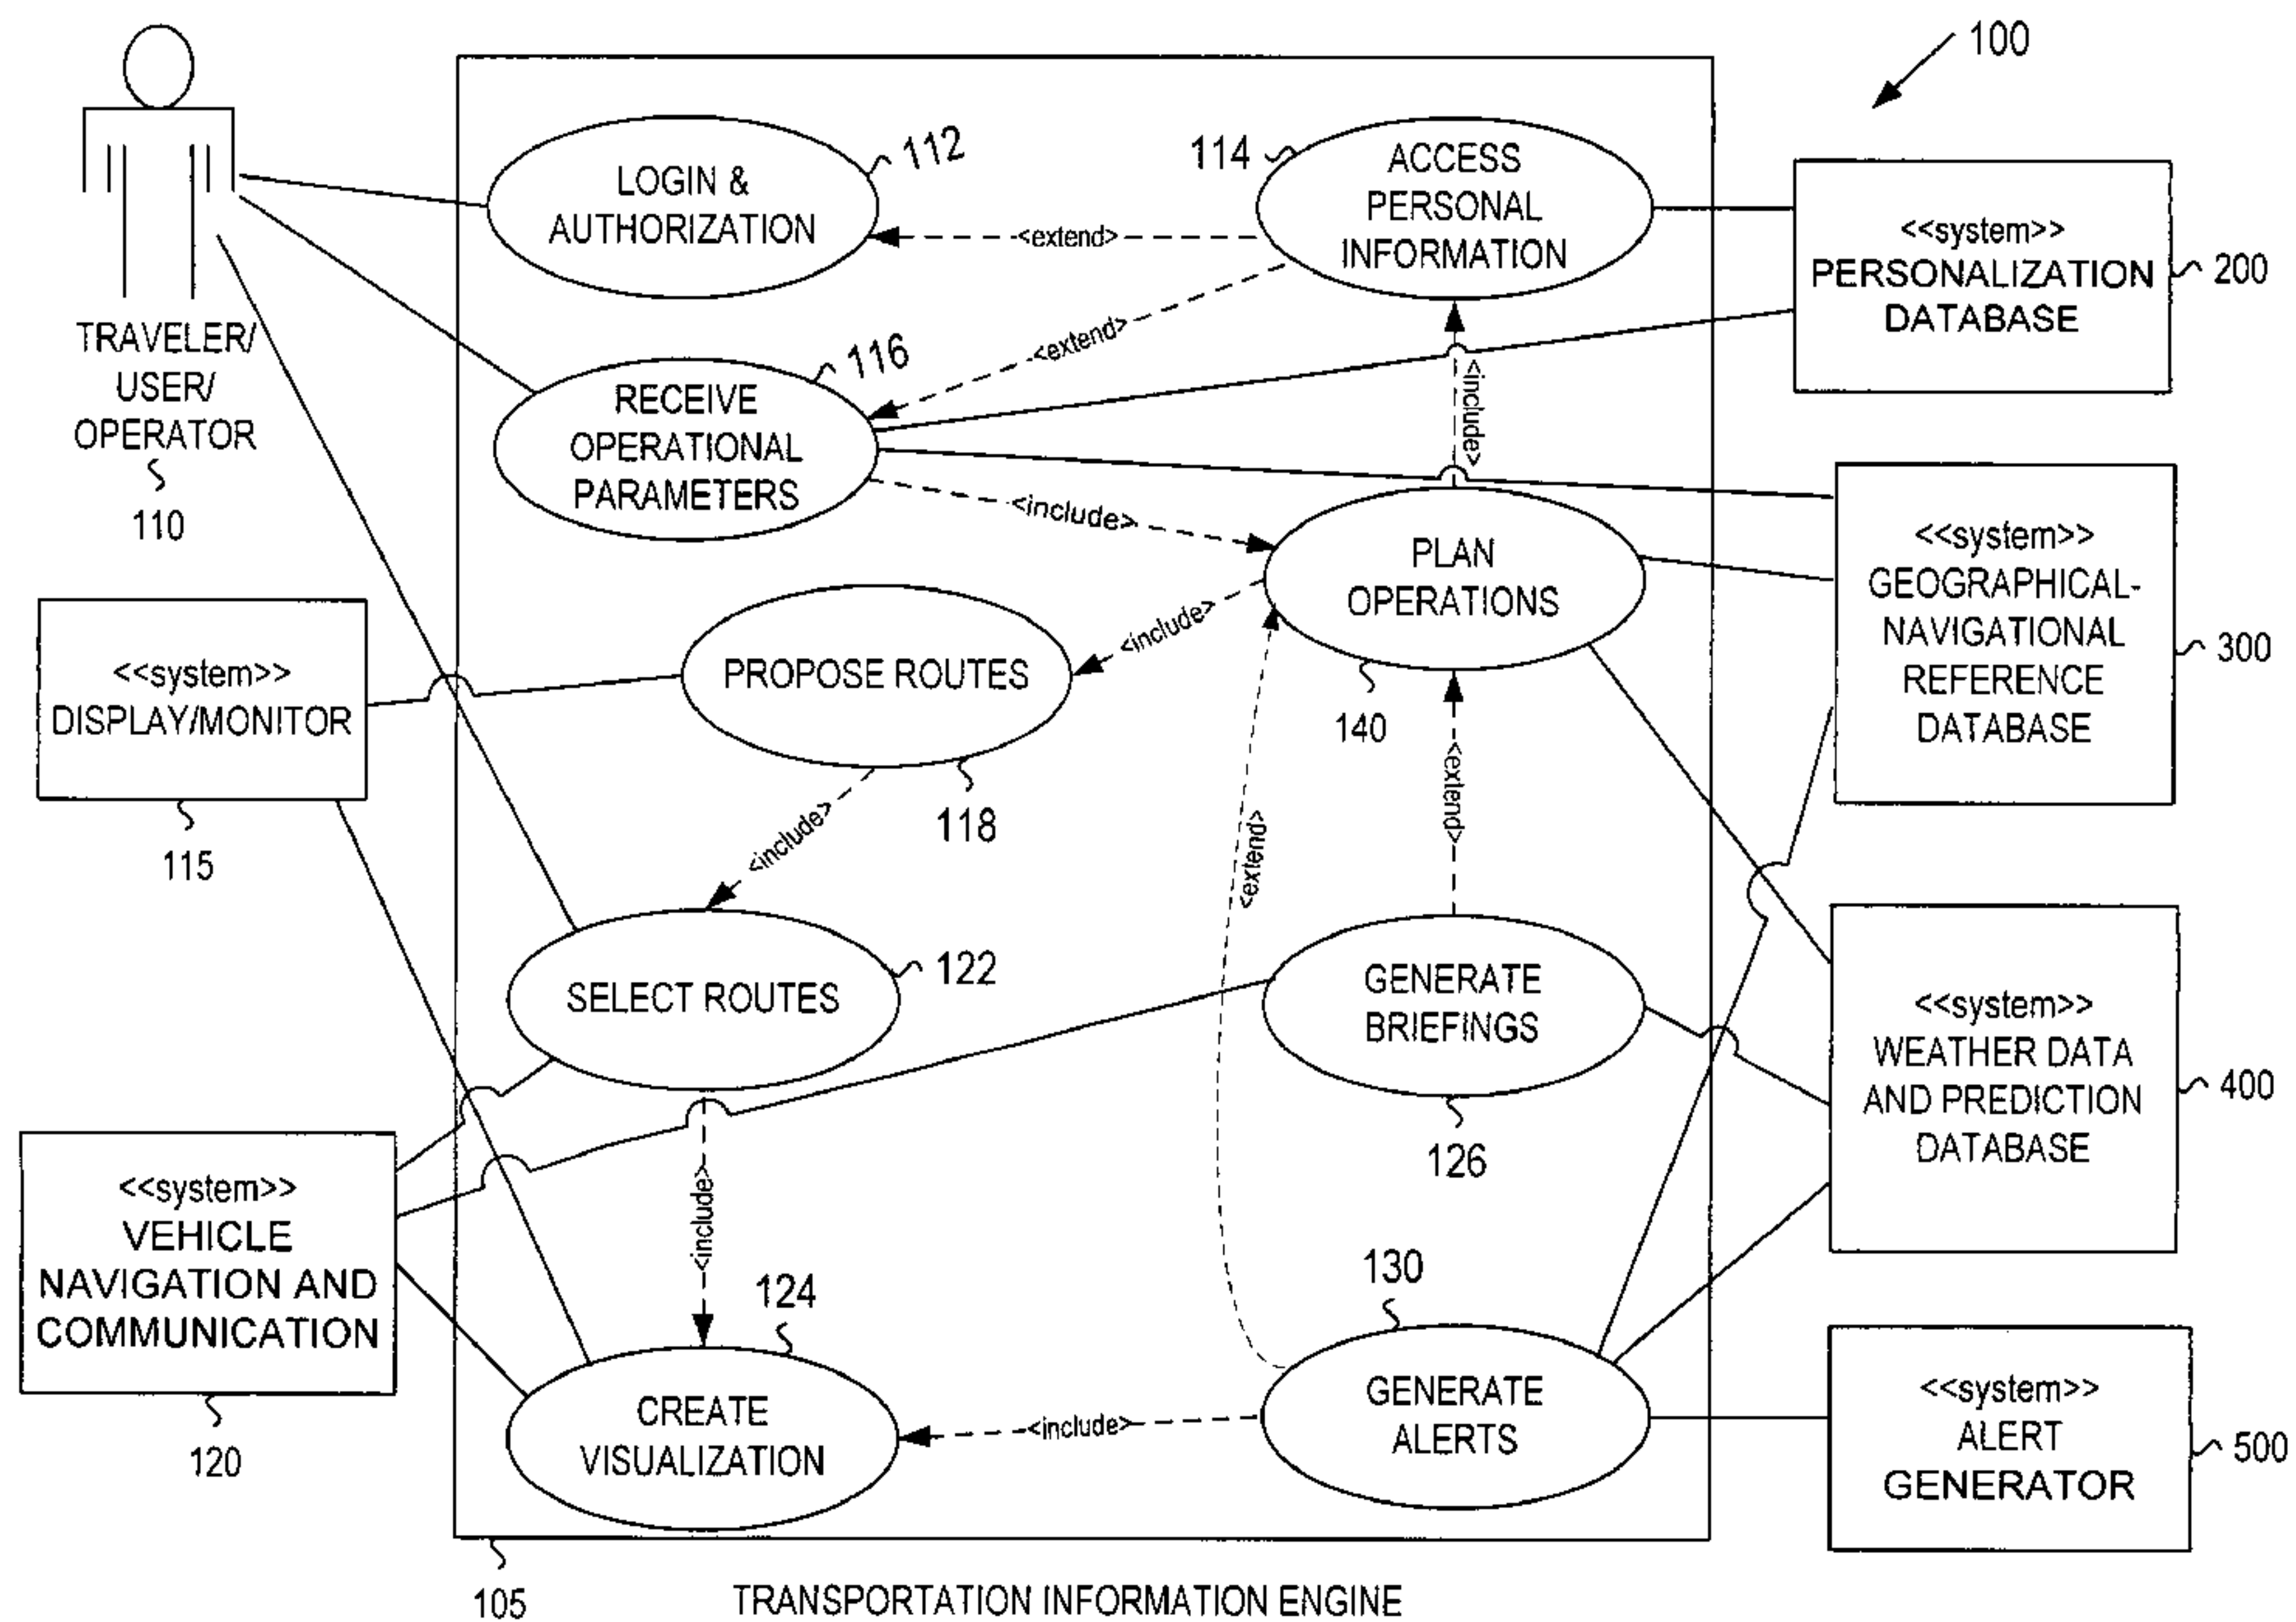 100
LOGIN &
AUTHORIZATION
112
114
ACCESS
PERSONAL
INFORMATION
<<system>>
PERSONALIZATION
DATABASE
200
<extend>
<extend>
TRAVELER/
USER/
OPERATOR
110
116
RECEIVE
OPERATIONAL
PARAMETERS
<include>
<include>
PLAN
OPERATIONS
140
<<system>>
GEOGRAPHICAL-
NAVIGATIONAL
REFERENCE
DATABASE
300
<<system>>
DISPLAY/MONITOR
115
PROPOSE ROUTES
118
<include>
<include>
<extend>
<extend>
SELECT ROUTES
122
GENERATE
BRIEFINGS
126
<<system>>
WEATHER DATA
AND PREDICTION
DATABASE
400
<<system>>
VEHICLE
NAVIGATION AND
COMMUNICATION
120
<include>
124
CREATE
VISUALIZATION
<include>
130
GENERATE
ALERTS
<<system>>
ALERT
GENERATOR
500
105
TRANSPORTATION INFORMATION ENGINE